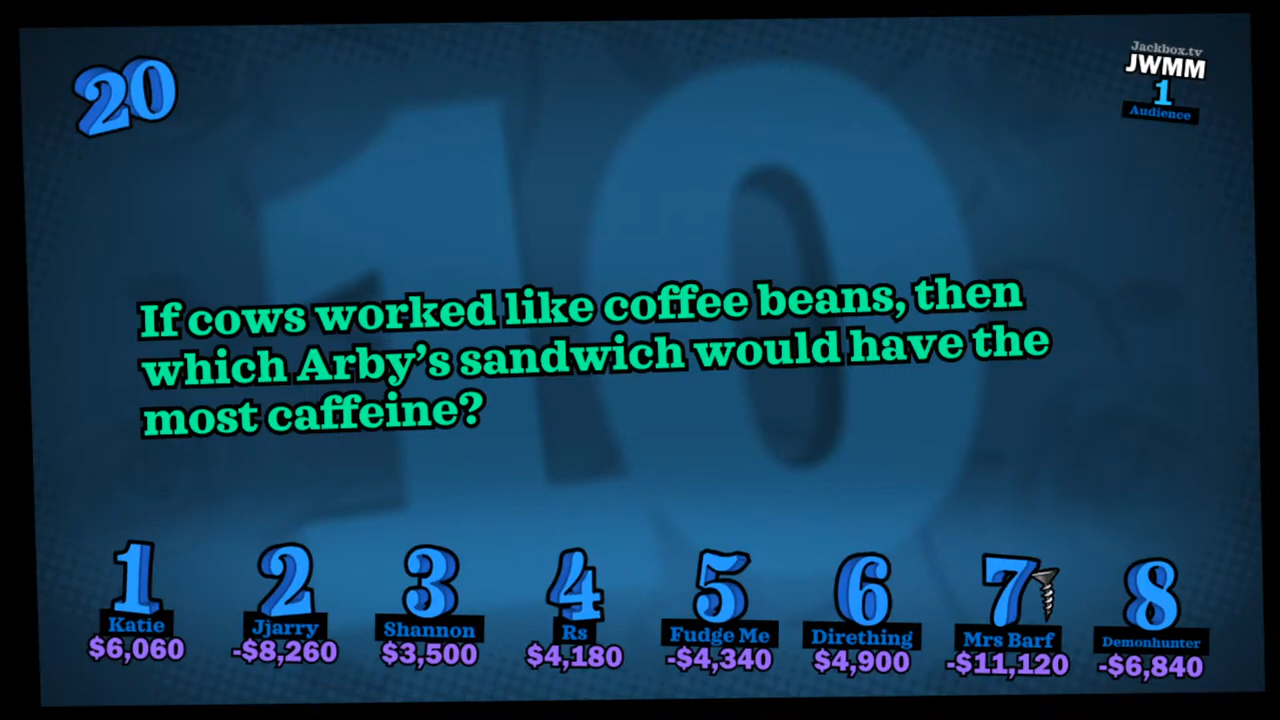 20
Jackbox.tv
JWMM
1
Audience
10
If cows worked like coffee beans, then
which Arby's sandwich would have the
most caffeine?
1
Katie
$6,060
2
Jjarry
-$8,260
3
Shannon
$3,500
4
Rs
$4,180
5
Fudge Me
-$4,340
6
Dirething
$4,900
7
Mrs Barf
-$11,120
8
Demonhunter
-$6,840